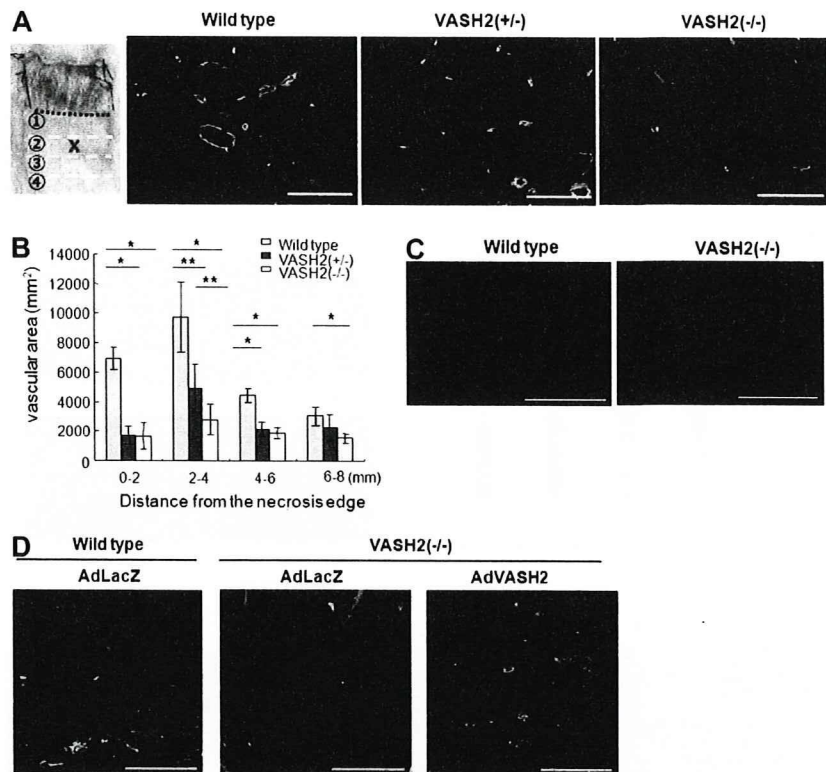 A
Wild type
VASH2(+/-)
VASH2(-/-)
①
②
X
③
④
B
*
*
*
**
**
*
*
*
Wild type
VASH2(+/-)
VASH2(-/-)
vascular area (mm²)
14000
12000
10000
8000
6000
4000
2000
0
0-2
2-4
4-6
6-8 (mm)
Distance from the necrosis edge
C
Wild type
VASH2(-/-)
D
Wild type
VASH2(-/-)
AdLacZ
AdLacZ
AdVASH2